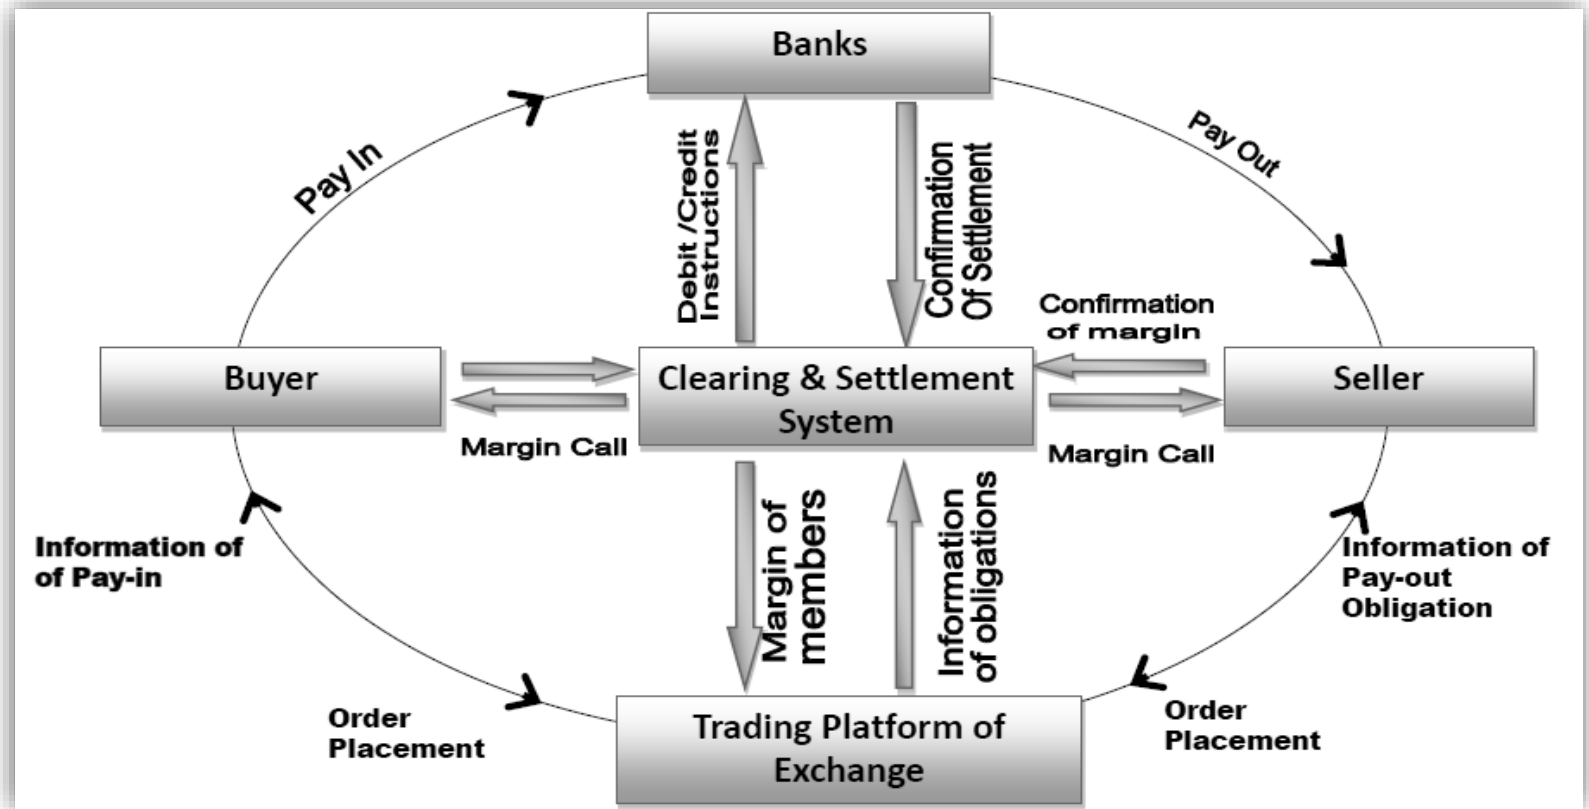 Banks
Pay In
Pay Out
Debit /Credit
Instructions
Confirmation
Of Settlement
Confirmation
of margin
Buyer
Clearing & Settlement
System
Seller
Margin Call
Margin Call
Margin of
members
Information
of obligations
Information of
of Pay-in
Information of
Pay-out
Obligation
Order
Placement
Order
Placement
Trading Platform of
Exchange